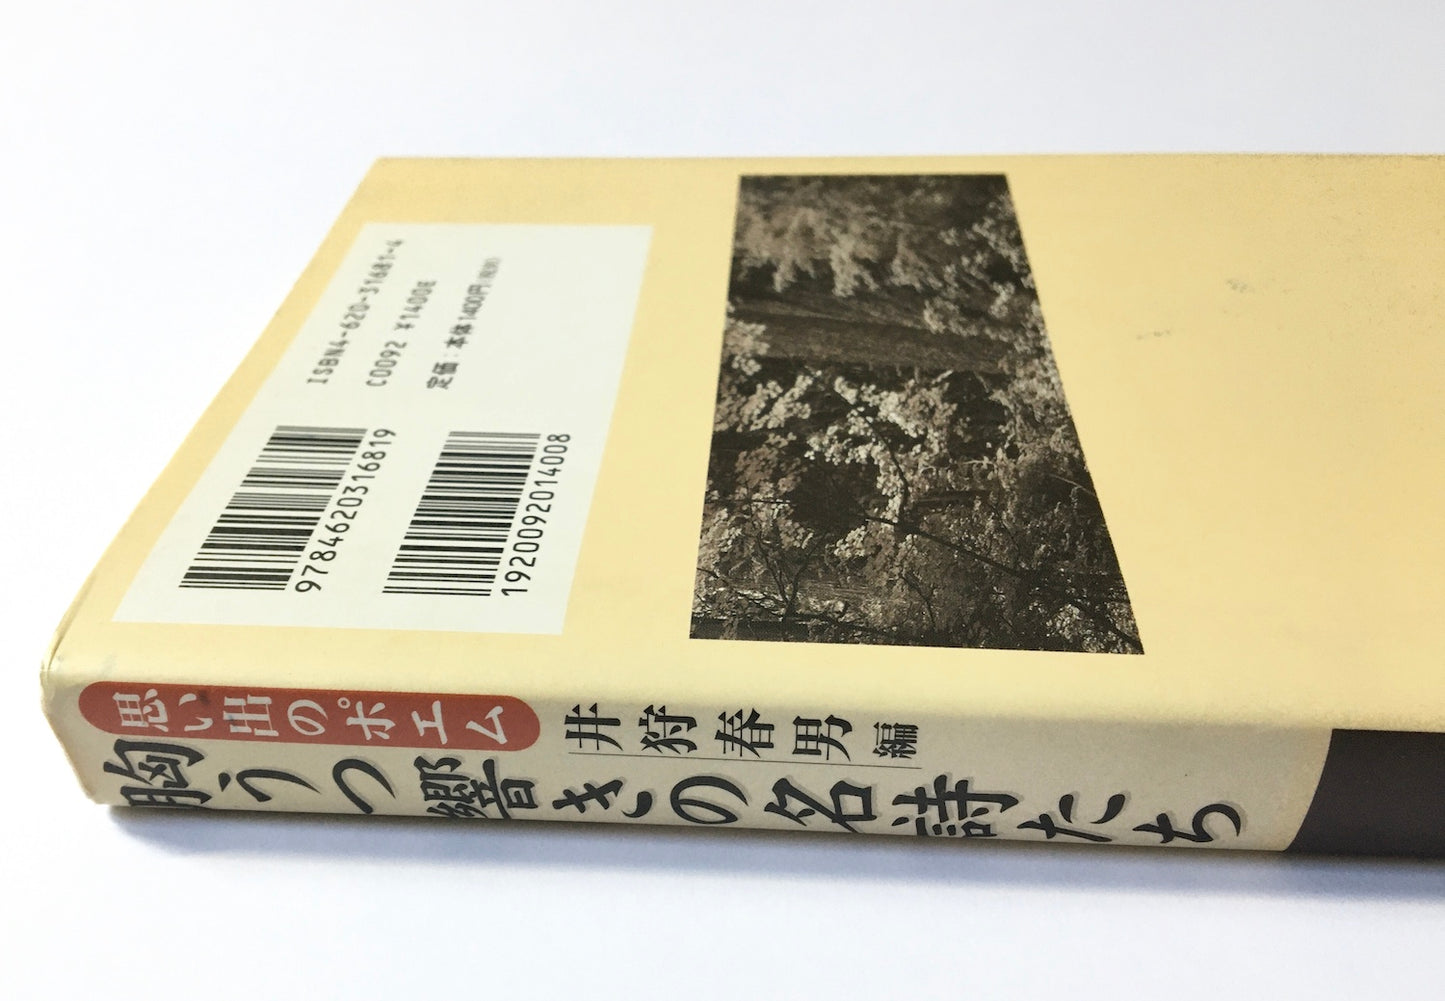 ISBN4-620-31681-4
C0092 ¥1400E
定価：本体1400円(税別)
9784620316819
1920092014008
思い出のポエム
胸うつ響きの名詩たち
井狩春男 編